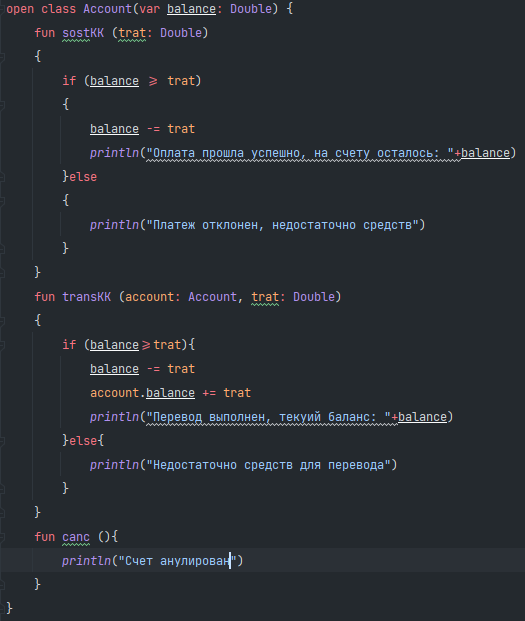 open class Account(var balance: Double) {
fun sostKK (trat: Double)
{
if (balance >= trat)
{
balance -= trat
println("Оплата прошла успешно, на счету осталось: "+balance)
}else
{
println("Платеж отклонен, недостаточно средств")
}
}
fun transKK (account: Account, trat: Double)
{
if (balance>=trat){
balance -= trat
account.balance += trat
println("Перевод выполнен, текуий баланс: "+balance)
}else{
println("Недостаточно средств для перевода")
}
}
fun canc (){
println("Счет анулирован")
}
}